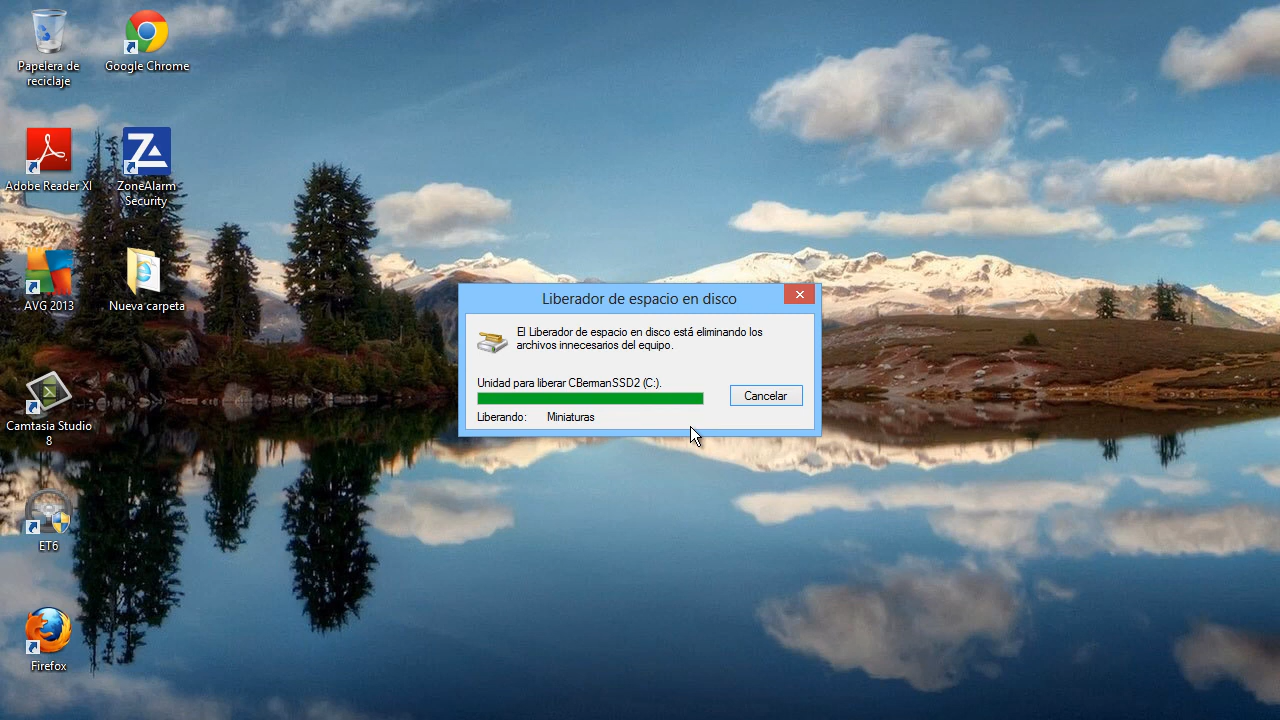 Papelera de
reciclaje
Google Chrome
Adobe Reader XI
ZoneAlarm
Security
AVG 2013
Nueva carpeta
Camtasia Studio
8
ET6
Firefox
Liberador de espacio en disco
El Liberador de espacio en disco está eliminando los
archivos innecesarios del equipo.
Unidad para liberar CBermanSSD2 (C:).
Cancelar
Liberando: Miniaturas